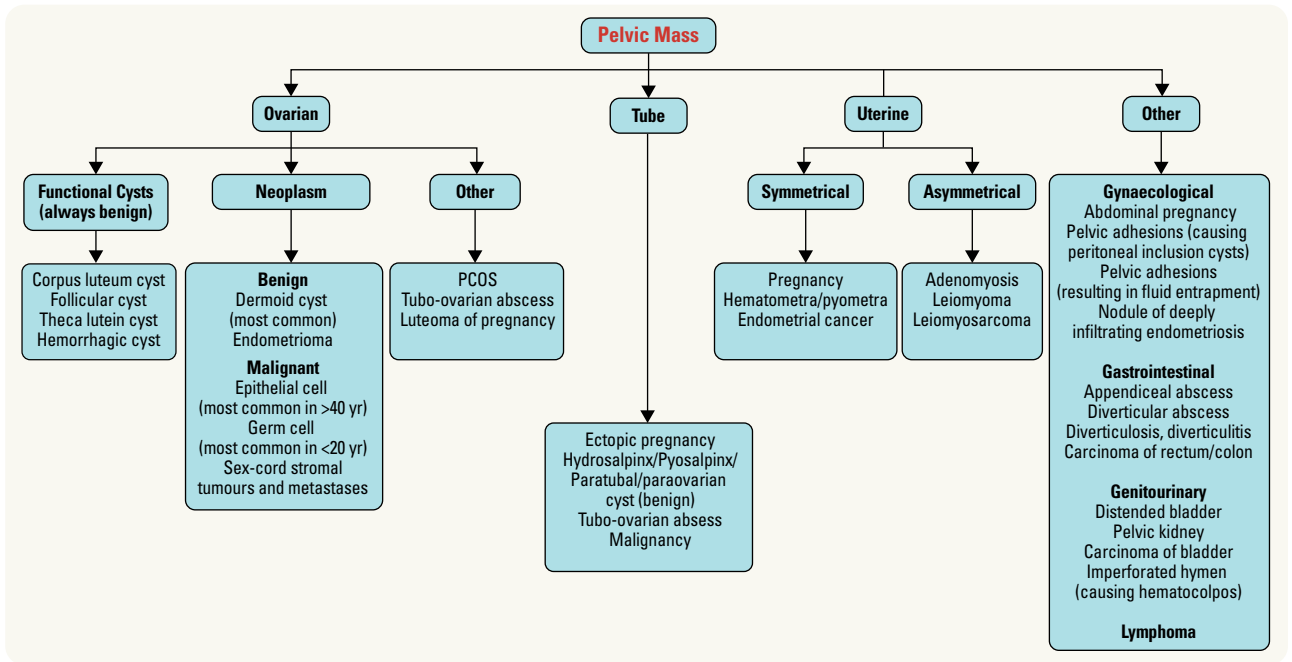 Pelvic Mass
Ovarian
Tube
Uterine
Other
Functional Cysts
(always benign)
Neoplasm
Other
Symmetrical
Asymmetrical
Corpus luteum cyst
Follicular cyst
Theca lutein cyst
Hemorrhagic cyst
Benign
Dermoid cyst
(most common)
Endometrioma
Malignant
Epithelial cell
(most common in >40 yr)
Germ cell
(most common in <20 yr)
Sex-cord stromal
tumours and metastases
PCOS
Tubo-ovarian abscess
Luteoma of pregnancy
Ectopic pregnancy
Hydrosalpinx/Pyosalpinx/
Paratubal/paraovarian
cyst (benign)
Tubo-ovarian absess
Malignancy
Pregnancy
Hematometra/pyometra
Endometrial cancer
Adenomyosis
Leiomyoma
Leiomyosarcoma
Gynaecological
Abdominal pregnancy
Pelvic adhesions (causing
peritoneal inclusion cysts)
Pelvic adhesions
(resulting in fluid entrapment)
Nodule of deeply
infiltrating endometriosis
Gastrointestinal
Appendiceal abscess
Diverticular abscess
Diverticulosis, diverticulitis
Carcinoma of rectum/colon
Genitourinary
Distended bladder
Pelvic kidney
Carcinoma of bladder
Imperforated hymen
(causing hematocolpos)
Lymphoma